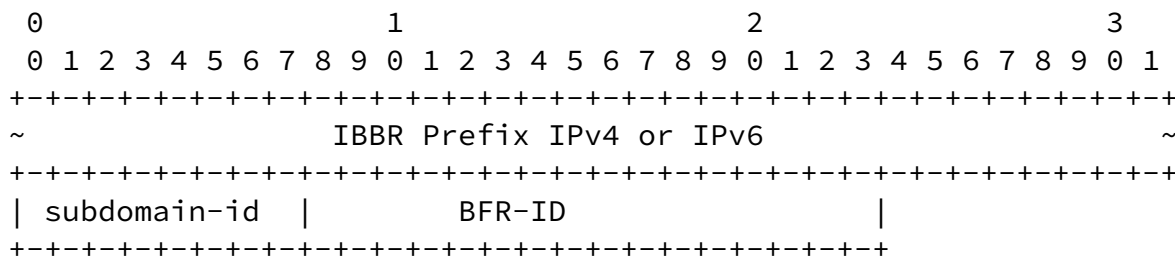 0                   1                   2                   3
 0 1 2 3 4 5 6 7 8 9 0 1 2 3 4 5 6 7 8 9 0 1 2 3 4 5 6 7 8 9 0 1
+-+-+-+-+-+-+-+-+-+-+-+-+-+-+-+-+-+-+-+-+-+-+-+-+-+-+-+-+-+-+-+-+
~                 IBBR Prefix IPv4 or IPv6                      ~
+-+-+-+-+-+-+-+-+-+-+-+-+-+-+-+-+-+-+-+-+-+-+-+-+-+-+-+-+-+-+-+-+
| subdomain-id  |        BFR-ID                 |
+-+-+-+-+-+-+-+-+-+-+-+-+-+-+-+-+-+-+-+-+-+-+-+-+